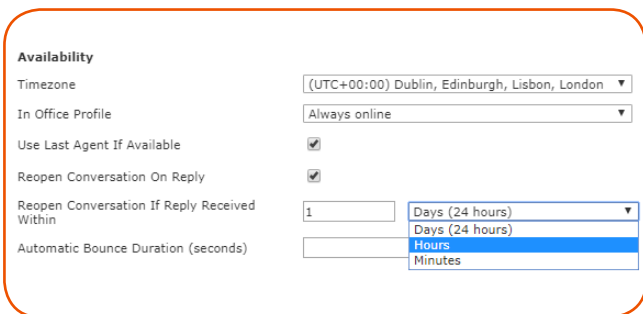 Availability
Timezone (UTC+00:00) Dublin, Edinburgh, Lisbon, London
In Office Profile Always online
Use Last Agent If Available
Reopen Conversation On Reply
Reopen Conversation If Reply Received
Within 1 Days (24 hours)
Days (24 hours)
Automatic Bounce Duration (seconds) Hours
Minutes